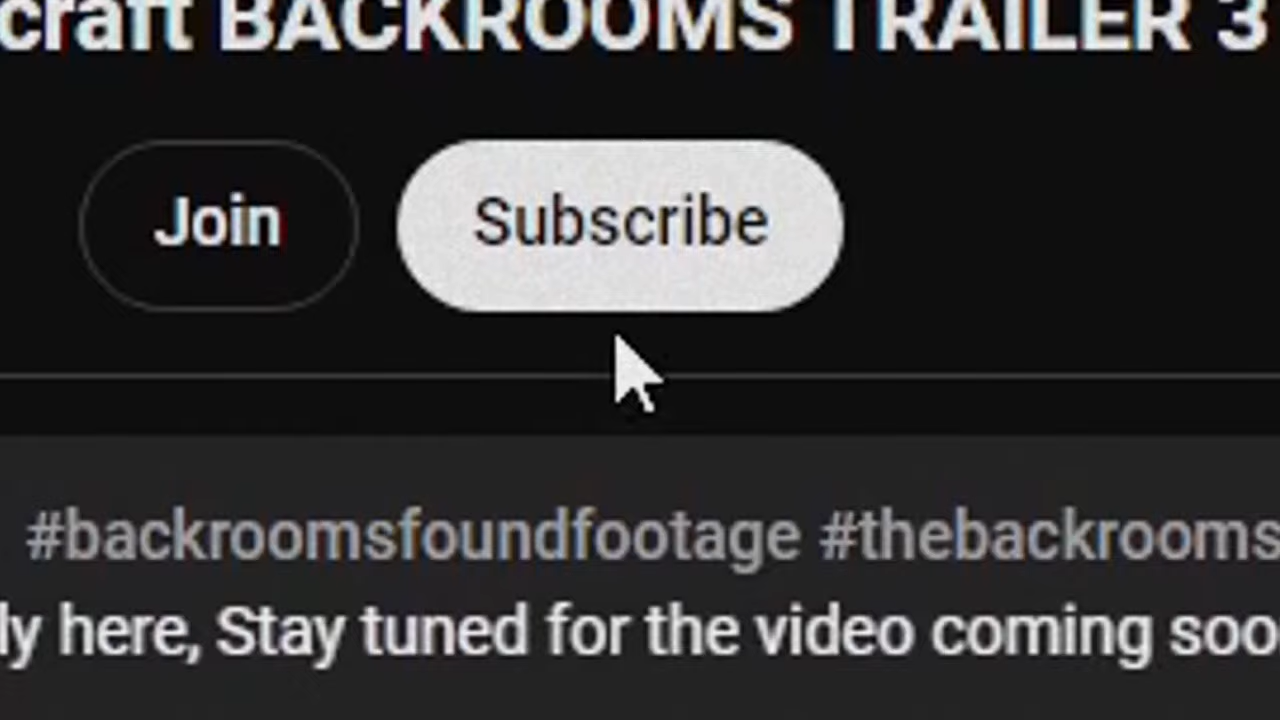 craft BACKROOMS TRAILER 3
Join Subscribe
#backroomsfoundfootage #thebackrooms
ly here, Stay tuned for the video coming soo